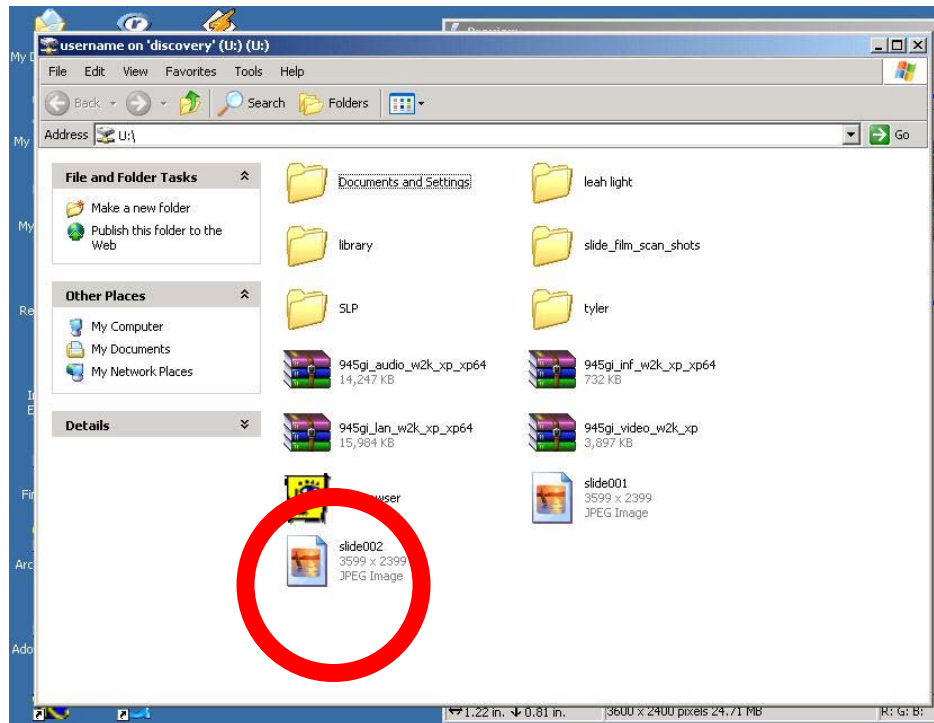 username on 'discovery' (U:) (U:)
File Edit View Favorites Tools Help
Back Search Folders
Address U:\ Go
File and Folder Tasks
Make a new folder
Publish this folder to the
Web
Other Places
My Computer
My Documents
My Network Places
Details
Documents and Settings
leah light
library
slide_film_scan_shots
SLP
tyler
945gi_audio_w2k_xp_xp64
14,247 KB
945gi_inf_w2k_xp_xp64
732 KB
945gi_lan_w2k_xp_xp64
15,984 KB
945gi_video_w2k_xp
3,897 KB
slide001
3599 x 2399
JPEG Image
slide002
3599 x 2399
JPEG Image
My
My
Ado
1.22 in. 0.81 in. 3600 x 2400 pixels 24.71 MB R: G: B: